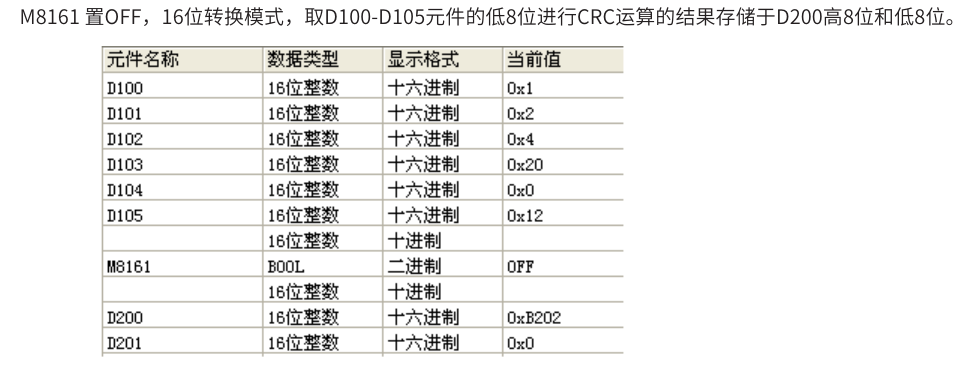 M8161 置OFF，16位转换模式，取D100-D105元件的低8位进行CRC运算的结果存储于D200高8位和低8位。
元件名称 数据类型 显示格式 当前值
D100 16位整数 十六进制 0x1
D101 16位整数 十六进制 0x2
D102 16位整数 十六进制 0x4
D103 16位整数 十六进制 0x20
D104 16位整数 十六进制 0x0
D105 16位整数 十六进制 0x12
16位整数 十进制
M8161 BOOL 二进制 OFF
16位整数 十进制
D200 16位整数 十六进制 0xB202
D201 16位整数 十六进制 0x0